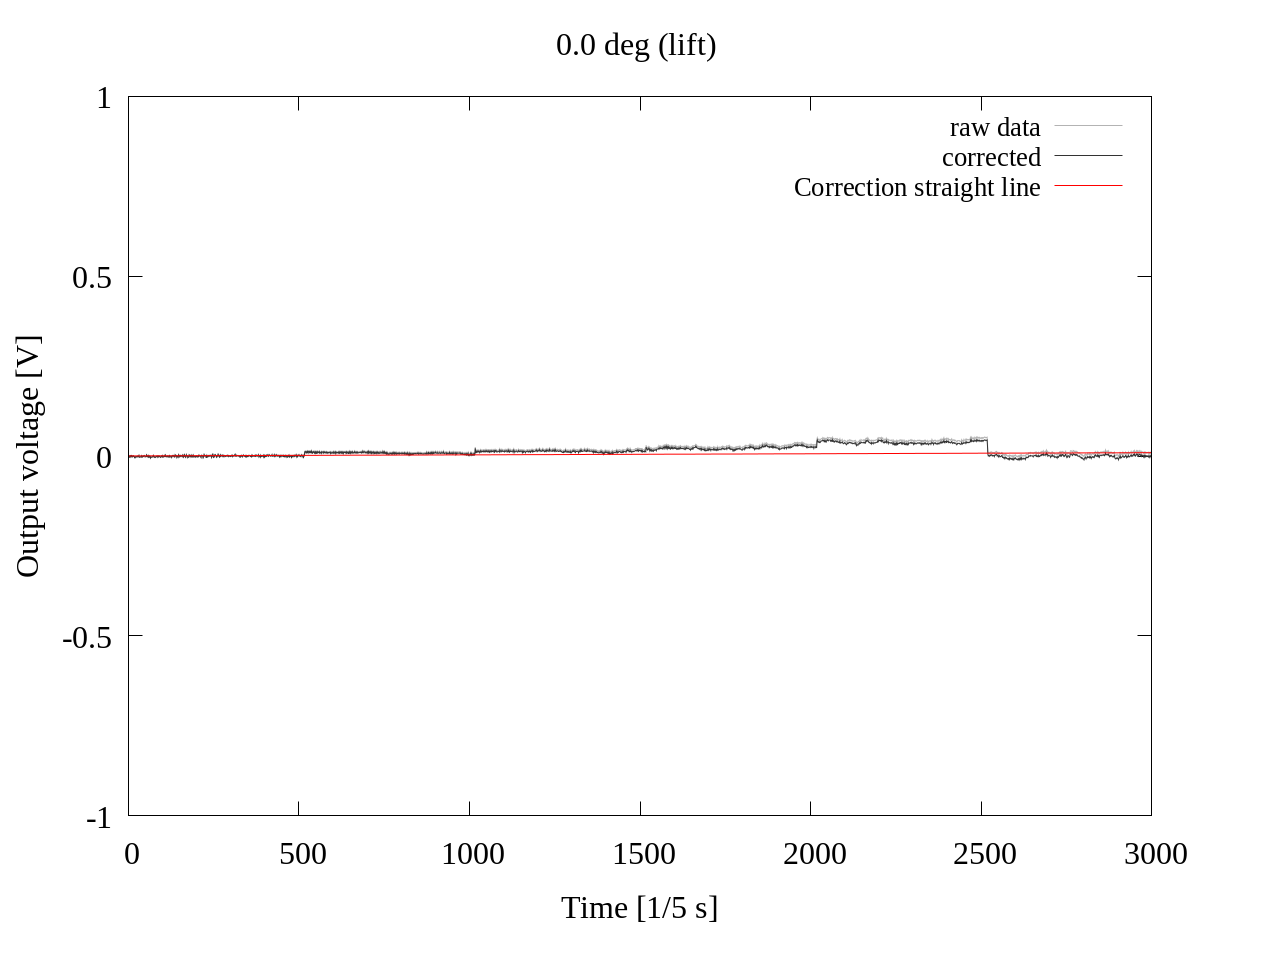 0.0 deg (lift)
1
0.5
0
-0.5
-1
Output voltage [V]
raw data
corrected
Correction straight line
0 500 1000 1500 2000 2500 3000
Time [1/5 s]